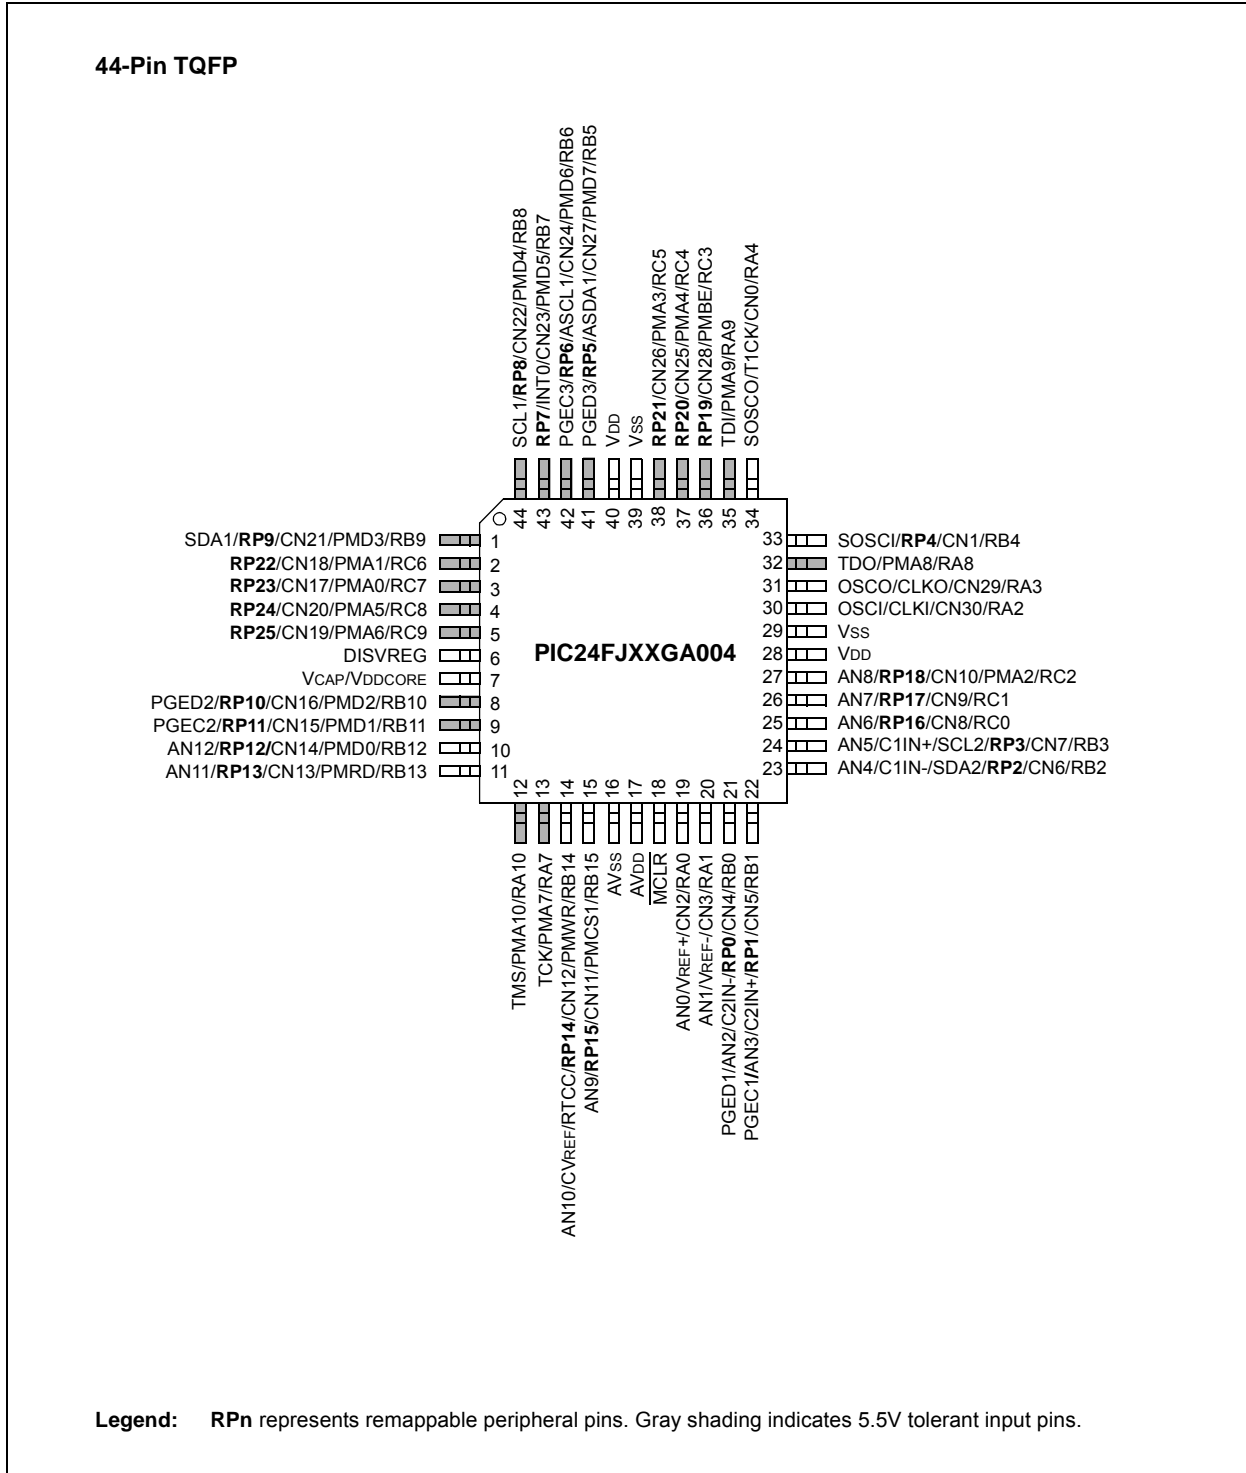 44-Pin TQFP
SCL1/RP8/CN22/PMD4/RB8
RP7/INT0/CN23/PMD5/RB7
PGEC3/RP6/ASCL1/CN24/PMD6/RB6
PGED3/RP5/ASDA1/CN27/PMD7/RB5
VDD
VSS
RP21/CN26/PMA3/RC5
RP20/CN25/PMA4/RC4
RP19/CN28/PMBE/RC3
TDI/PMA9/RA9
SOSCO/T1CK/CN0/RA4
44
43
42
41
40
39
38
37
36
35
34
SDA1/RP9/CN21/PMD3/RB9 1
RP22/CN18/PMA1/RC6 2
RP23/CN17/PMA0/RC7 3
RP24/CN20/PMA5/RC8 4
RP25/CN19/PMA6/RC9 5
DISVREG 6
VCAP/VDDCORE 7
PGED2/RP10/CN16/PMD2/RB10 8
PGEC2/RP11/CN15/PMD1/RB11 9
AN12/RP12/CN14/PMD0/RB12 10
AN11/RP13/CN13/PMRD/RB13 11
PIC24FJXXGA004
33 SOSCI/RP4/CN1/RB4
32 TDO/PMA8/RA8
31 OSCO/CLKO/CN29/RA3
30 OSCI/CLKI/CN30/RA2
29 VSS
28 VDD
27 AN8/RP18/CN10/PMA2/RC2
26 AN7/RP17/CN9/RC1
25 AN6/RP16/CN8/RC0
24 AN5/C1IN+/SCL2/RP3/CN7/RB3
23 AN4/C1IN-/SDA2/RP2/CN6/RB2
12
13
14
15
16
17
18
19
20
21
22
TMS/PMA10/RA10
TCK/PMA7/RA7
AN10/CVREF/RTCC/RP14/CN12/PMWR/RB14
AN9/RP15/CN11/PMCS1/RB15
AVSS
AVDD
MCLR
AN0/VREF+/CN2/RA0
AN1/VREF-/CN3/RA1
PGED1/AN2/C2IN-/RP0/CN4/RB0
PGEC1/AN3/C2IN+/RP1/CN5/RB1
Legend: RPn represents remappable peripheral pins. Gray shading indicates 5.5V tolerant input pins.